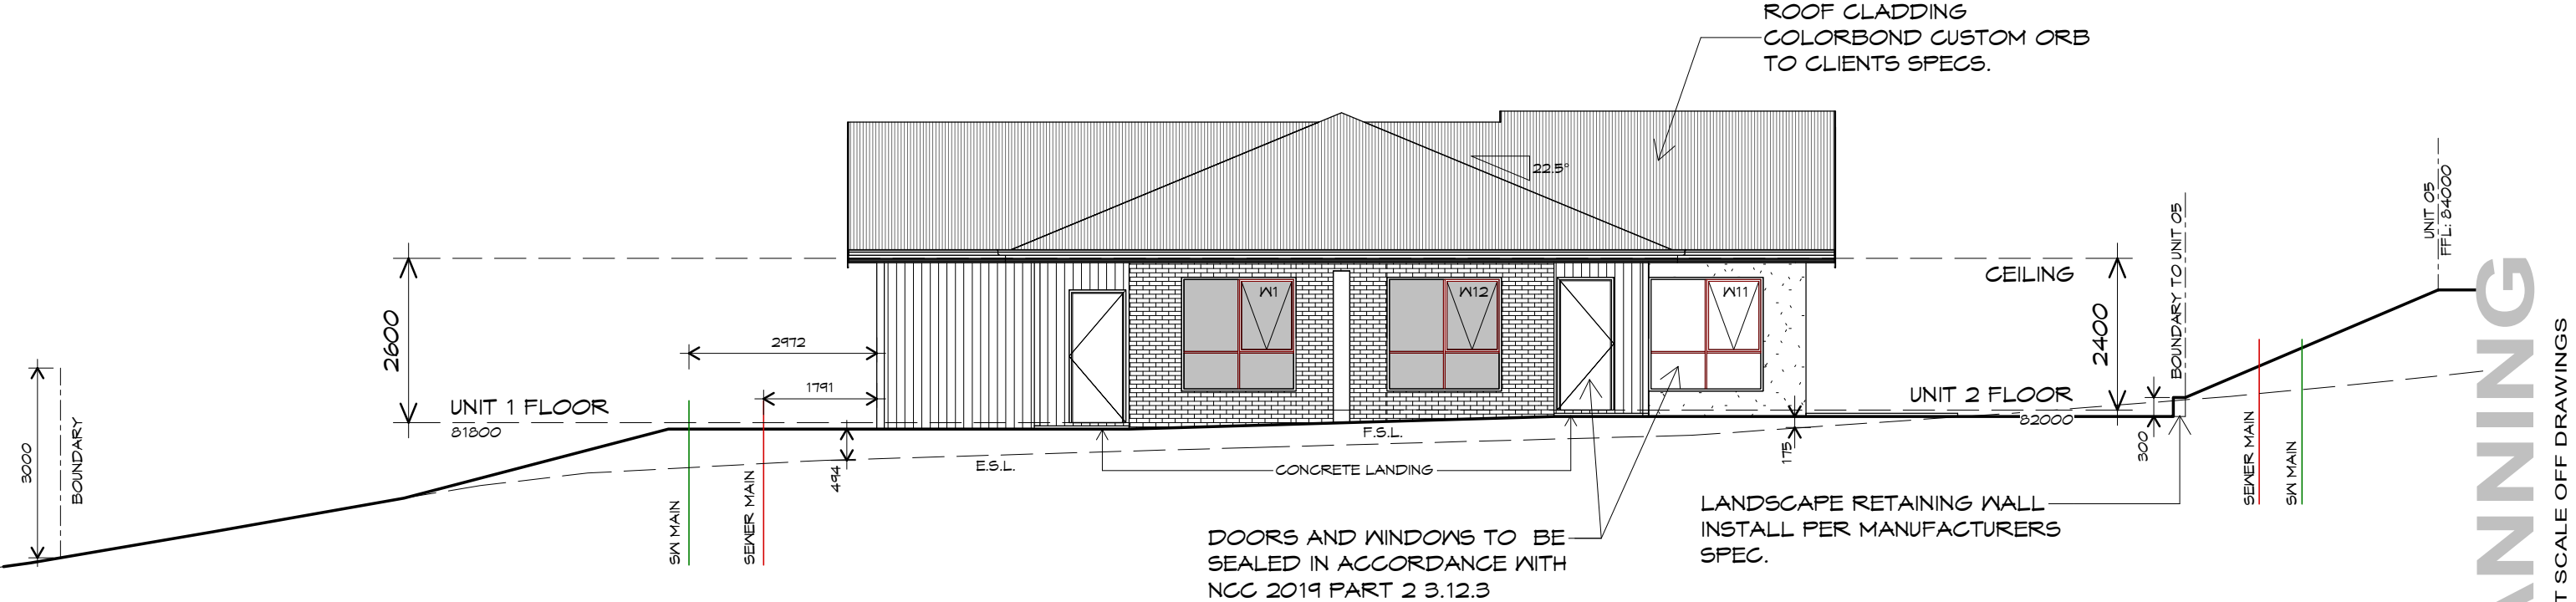 ROOF CLADDING
COLORBOND CUSTOM ORB
TO CLIENTS SPECS.
22.5°
UNIT 05
FFL: 84000
BOUNDARY TO UNIT 05
CEILING
2600
2400
2972
1791
W1
W12
W11
UNIT 1 FLOOR
81800
UNIT 2 FLOOR
82000
3000
BOUNDARY
F.S.L.
E.S.L.
494
175
300
CONCRETE LANDING
SW MAIN
SEWER MAIN
SEWER MAIN
SW MAIN
LANDSCAPE RETAINING WALL
INSTALL PER MANUFACTURERS
SPEC.
DOORS AND WINDOWS TO BE
SEALED IN ACCORDANCE WITH
NCC 2019 PART 2 3.12.3
ANNING
T SCALE OFF DRAWINGS